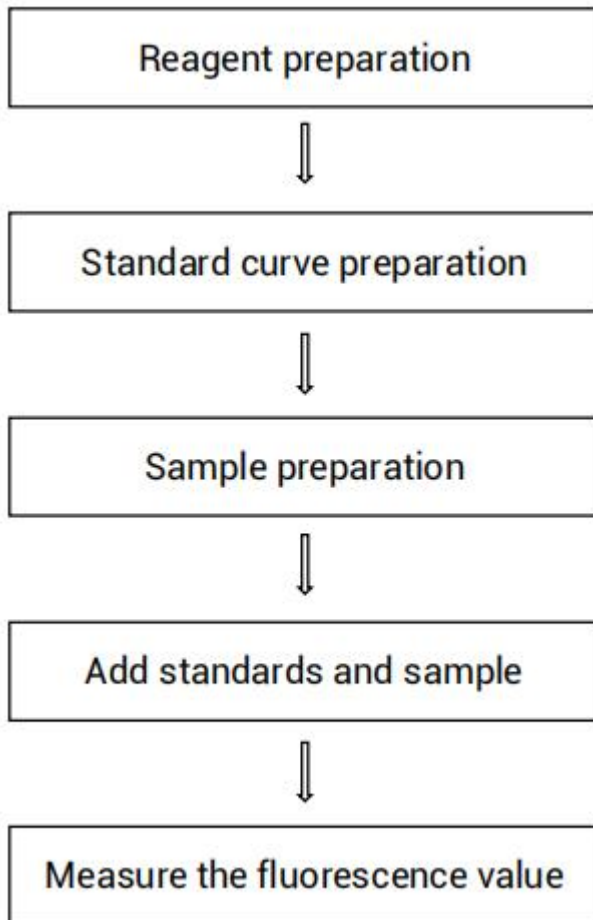 Reagent preparation
Standard curve preparation
Sample preparation
Add standards and sample
Measure the fluorescence value